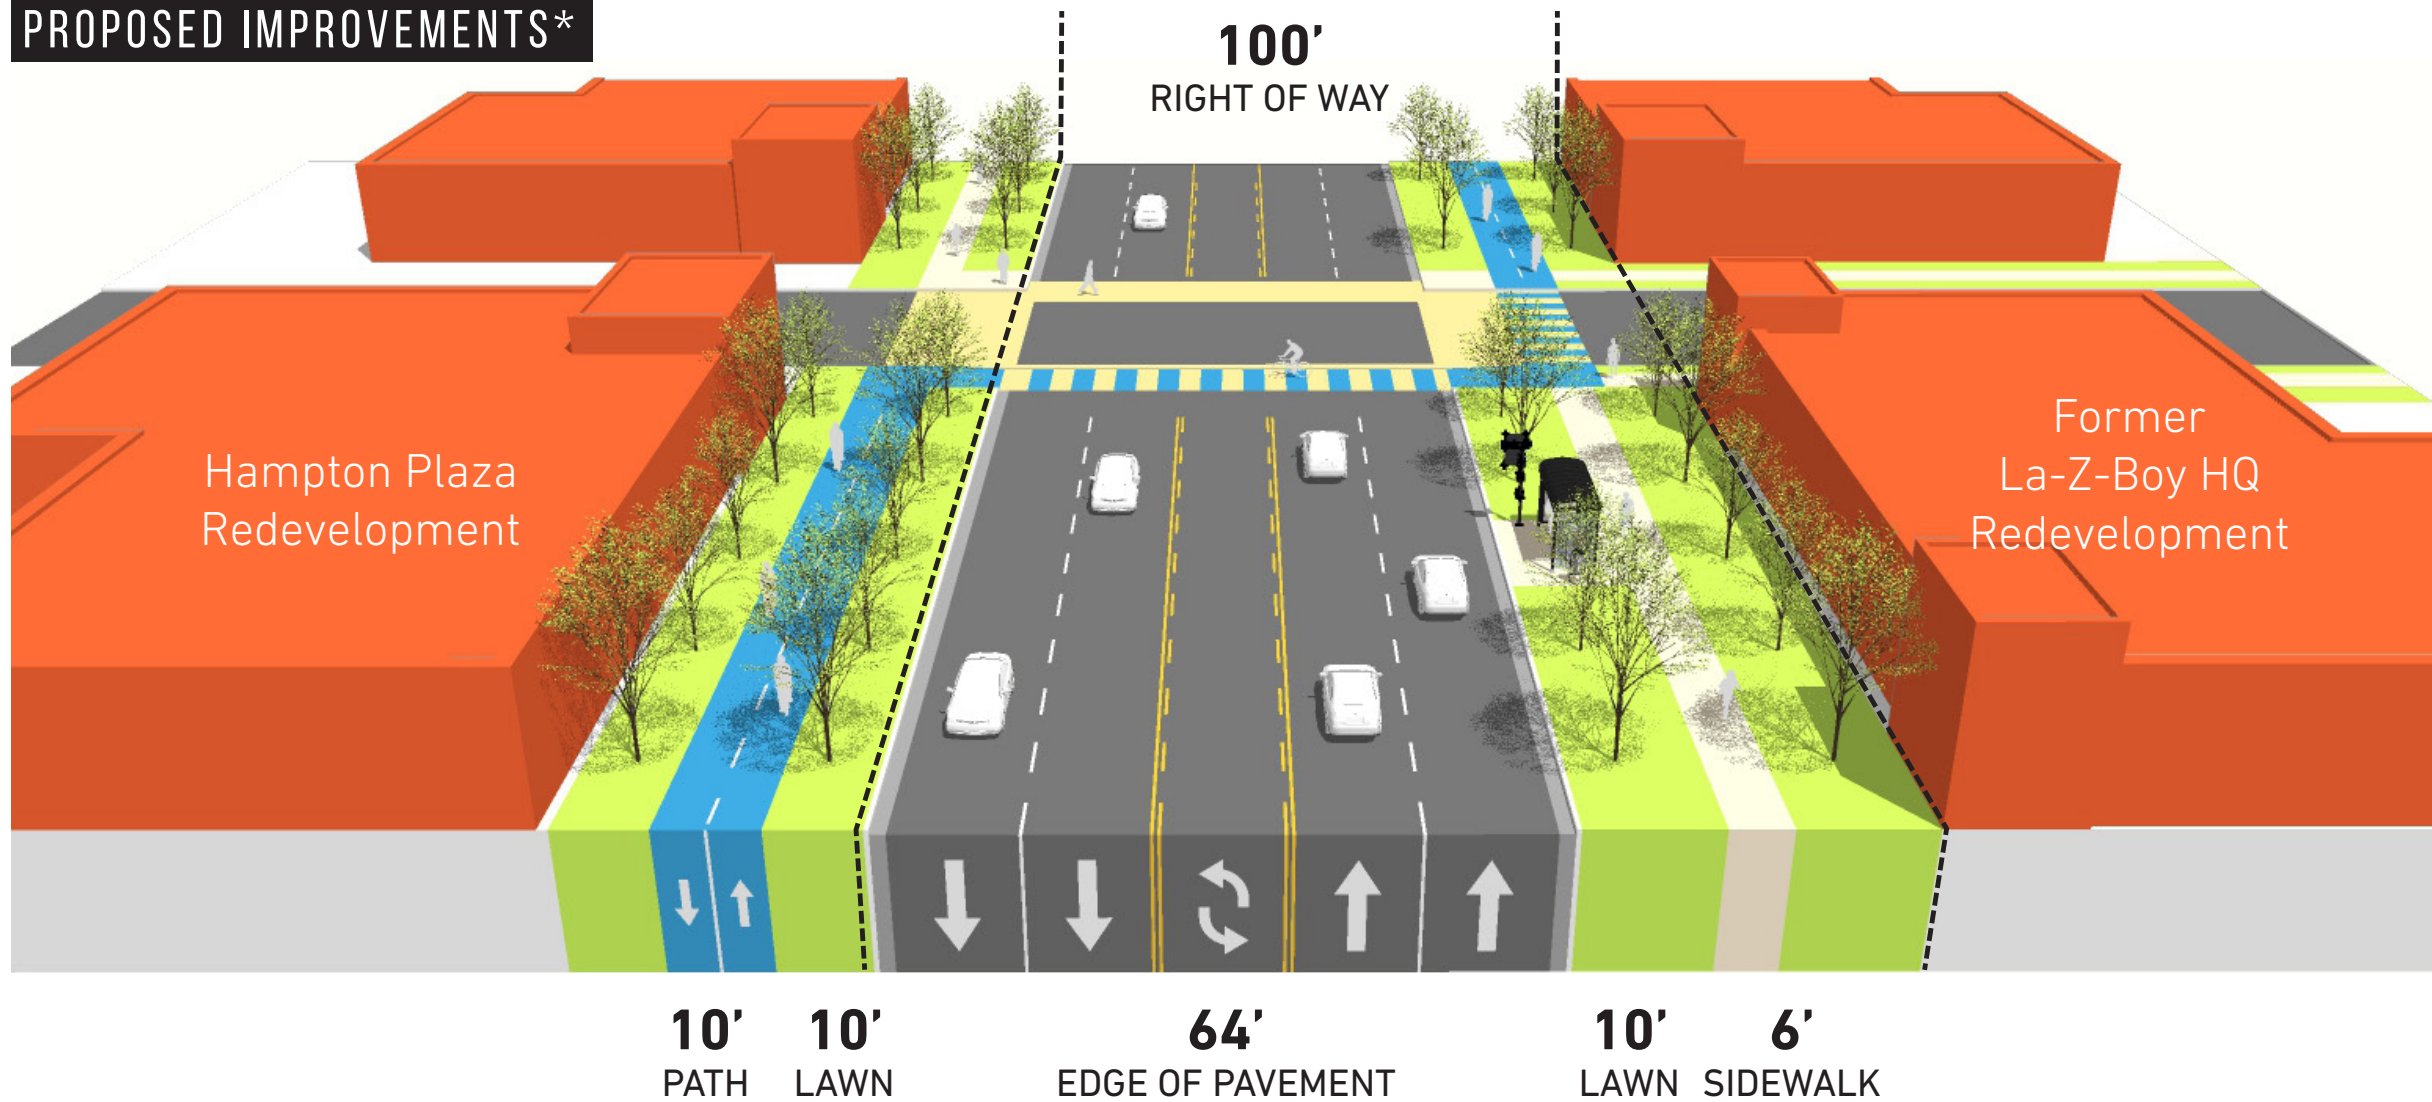 PROPOSED IMPROVEMENTS*
100'
RIGHT OF WAY
Hampton Plaza
Redevelopment
Former
La-Z-Boy HQ
Redevelopment
10'
PATH
10'
LAWN
64'
EDGE OF PAVEMENT
10'
LAWN
6'
SIDEWALK